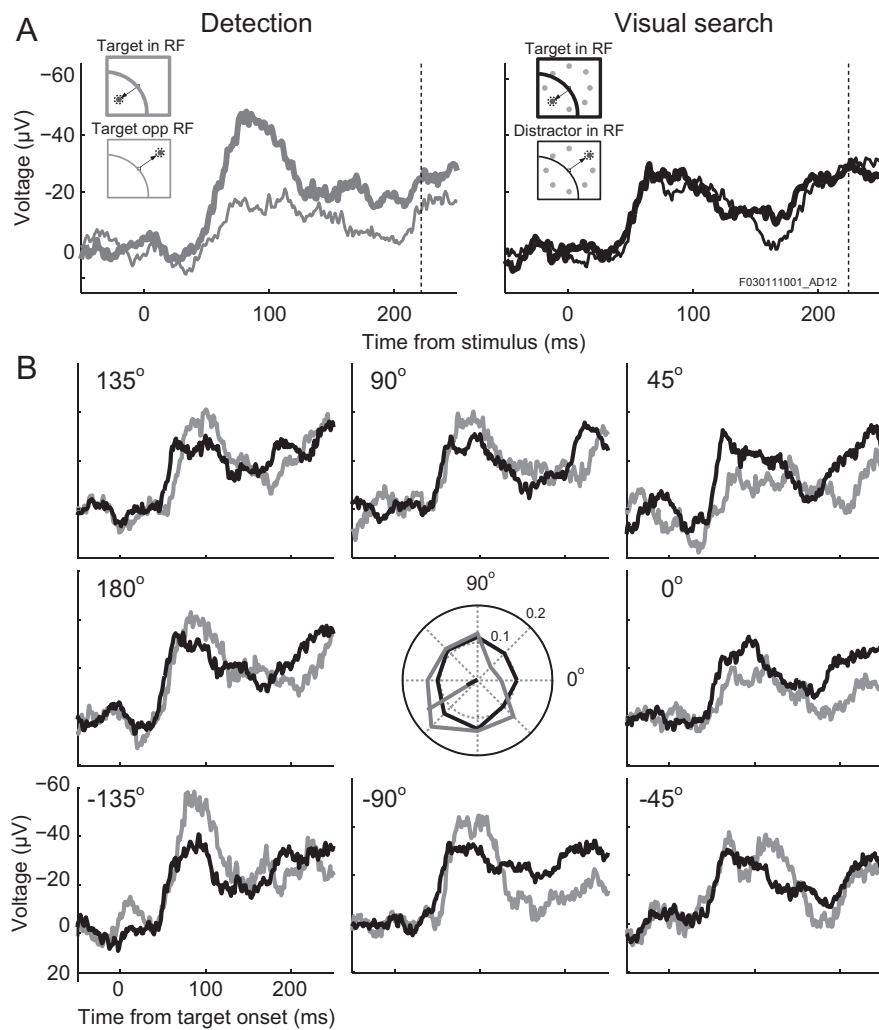 A
Detection
Visual search
Target in RF
Target opp RF
Target in RF
Distractor in RF
Voltage (µV)
−60
−40
-20
0
F030111001_AD12
0
100
200
0
100
200
Time from stimulus (ms)
B
135°
90°
45°
180°
90°
0.2
0.1
0°
0°
-135°
-90°
-45°
Voltage (µV)
−60
−40
−20
0
20
0
100
200
Time from target onset (ms)